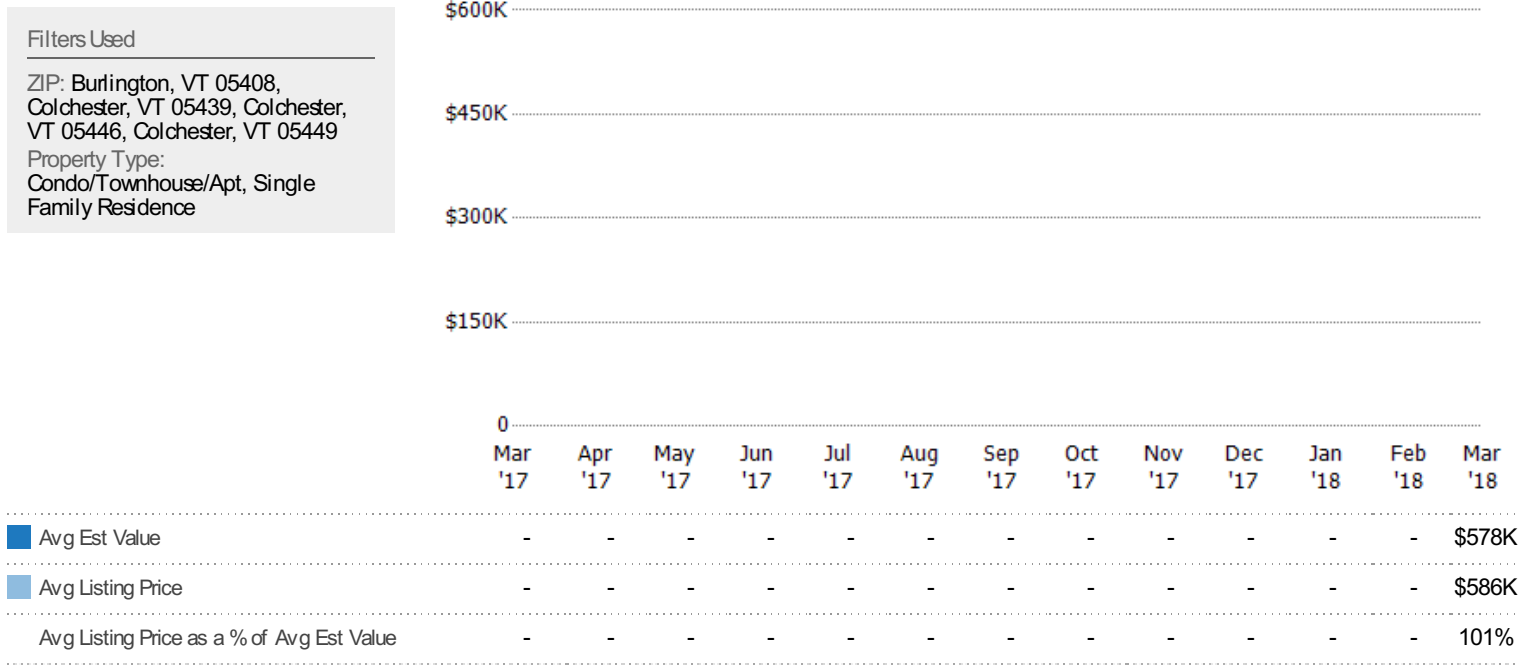 Filters Used
ZIP: Burlington, VT 05408,
Colchester, VT 05439, Colchester,
VT 05446, Colchester, VT 05449
Property Type:
Condo/Townhouse/Apt, Single
Family Residence
$600K
$450K
$300K
$150K
0
Mar Apr May Jun Jul Aug Sep Oct Nov Dec Jan Feb Mar
'17 '17 '17 '17 '17 '17 '17 '17 '17 '17 '18 '18 '18
Avg Est Value - - - - - - - - - - - - $578K
Avg Listing Price - - - - - - - - - - - - $586K
Avg Listing Price as a % of Avg Est Value - - - - - - - - - - - - 101%